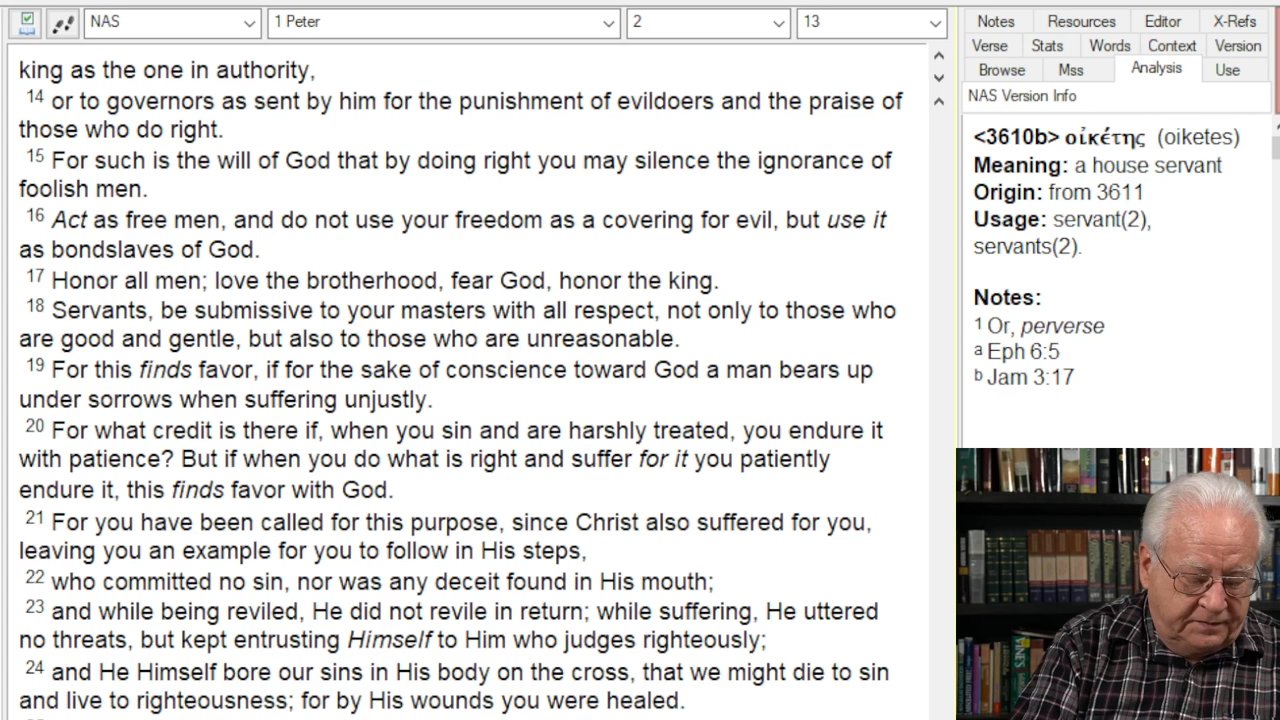 NAS 1 Peter 2 13
king as the one in authority,
14 or to governors as sent by him for the punishment of evildoers and the praise of
those who do right.
15 For such is the will of God that by doing right you may silence the ignorance of
foolish men.
16 Act as free men, and do not use your freedom as a covering for evil, but use it
as bondslaves of God.
17 Honor all men; love the brotherhood, fear God, honor the king.
18 Servants, be submissive to your masters with all respect, not only to those who
are good and gentle, but also to those who are unreasonable.
19 For this finds favor, if for the sake of conscience toward God a man bears up
under sorrows when suffering unjustly.
20 For what credit is there if, when you sin and are harshly treated, you endure it
with patience? But if when you do what is right and suffer for it you patiently
endure it, this finds favor with God.
21 For you have been called for this purpose, since Christ also suffered for you,
leaving you an example for you to follow in His steps,
22 who committed no sin, nor was any deceit found in His mouth;
23 and while being reviled, He did not revile in return; while suffering, He uttered
no threats, but kept entrusting Himself to Him who judges righteously;
24 and He Himself bore our sins in His body on the cross, that we might die to sin
and live to righteousness; for by His wounds you were healed.
Notes Resources Editor X-Refs
Verse Stats Words Context Version
Browse Mss Analysis Use
NAS Version Info
<3610b> οἰκέτης (oiketes)
Meaning: a house servant
Origin: from 3611
Usage: servant(2),
servants(2).
Notes:
1 Or, perverse
a Eph 6:5
b Jam 3:17